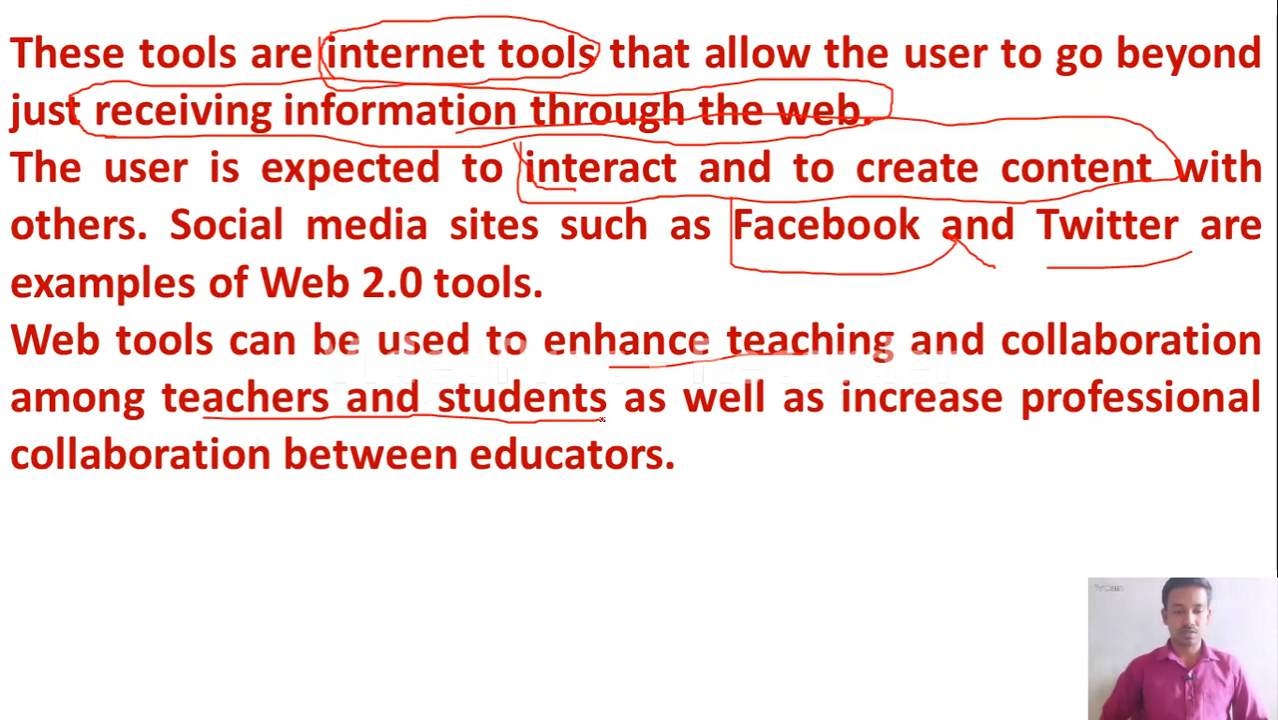 These tools are internet tools that allow the user to go beyond
just receiving information through the web.
The user is expected to interact and to create content with
others. Social media sites such as Facebook and Twitter are
examples of Web 2.0 tools.
Web tools can be used to enhance teaching and collaboration
among teachers and students as well as increase professional
collaboration between educators.